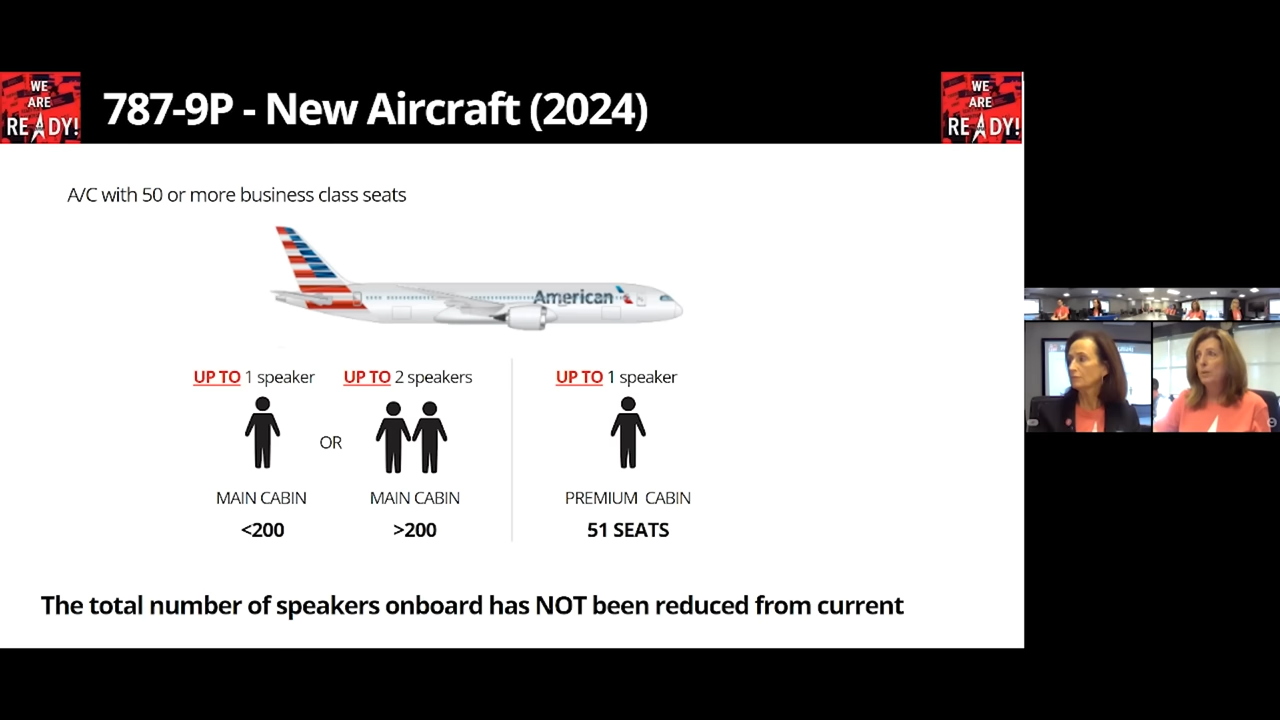 WE
ARE
READY!
787-9P - New Aircraft (2024)
WE
ARE
READY!
A/C with 50 or more business class seats
American
UP TO 1 speaker
UP TO 2 speakers
UP TO 1 speaker
OR
MAIN CABIN
MAIN CABIN
PREMIUM CABIN
<200
>200
51 SEATS
The total number of speakers onboard has NOT been reduced from current